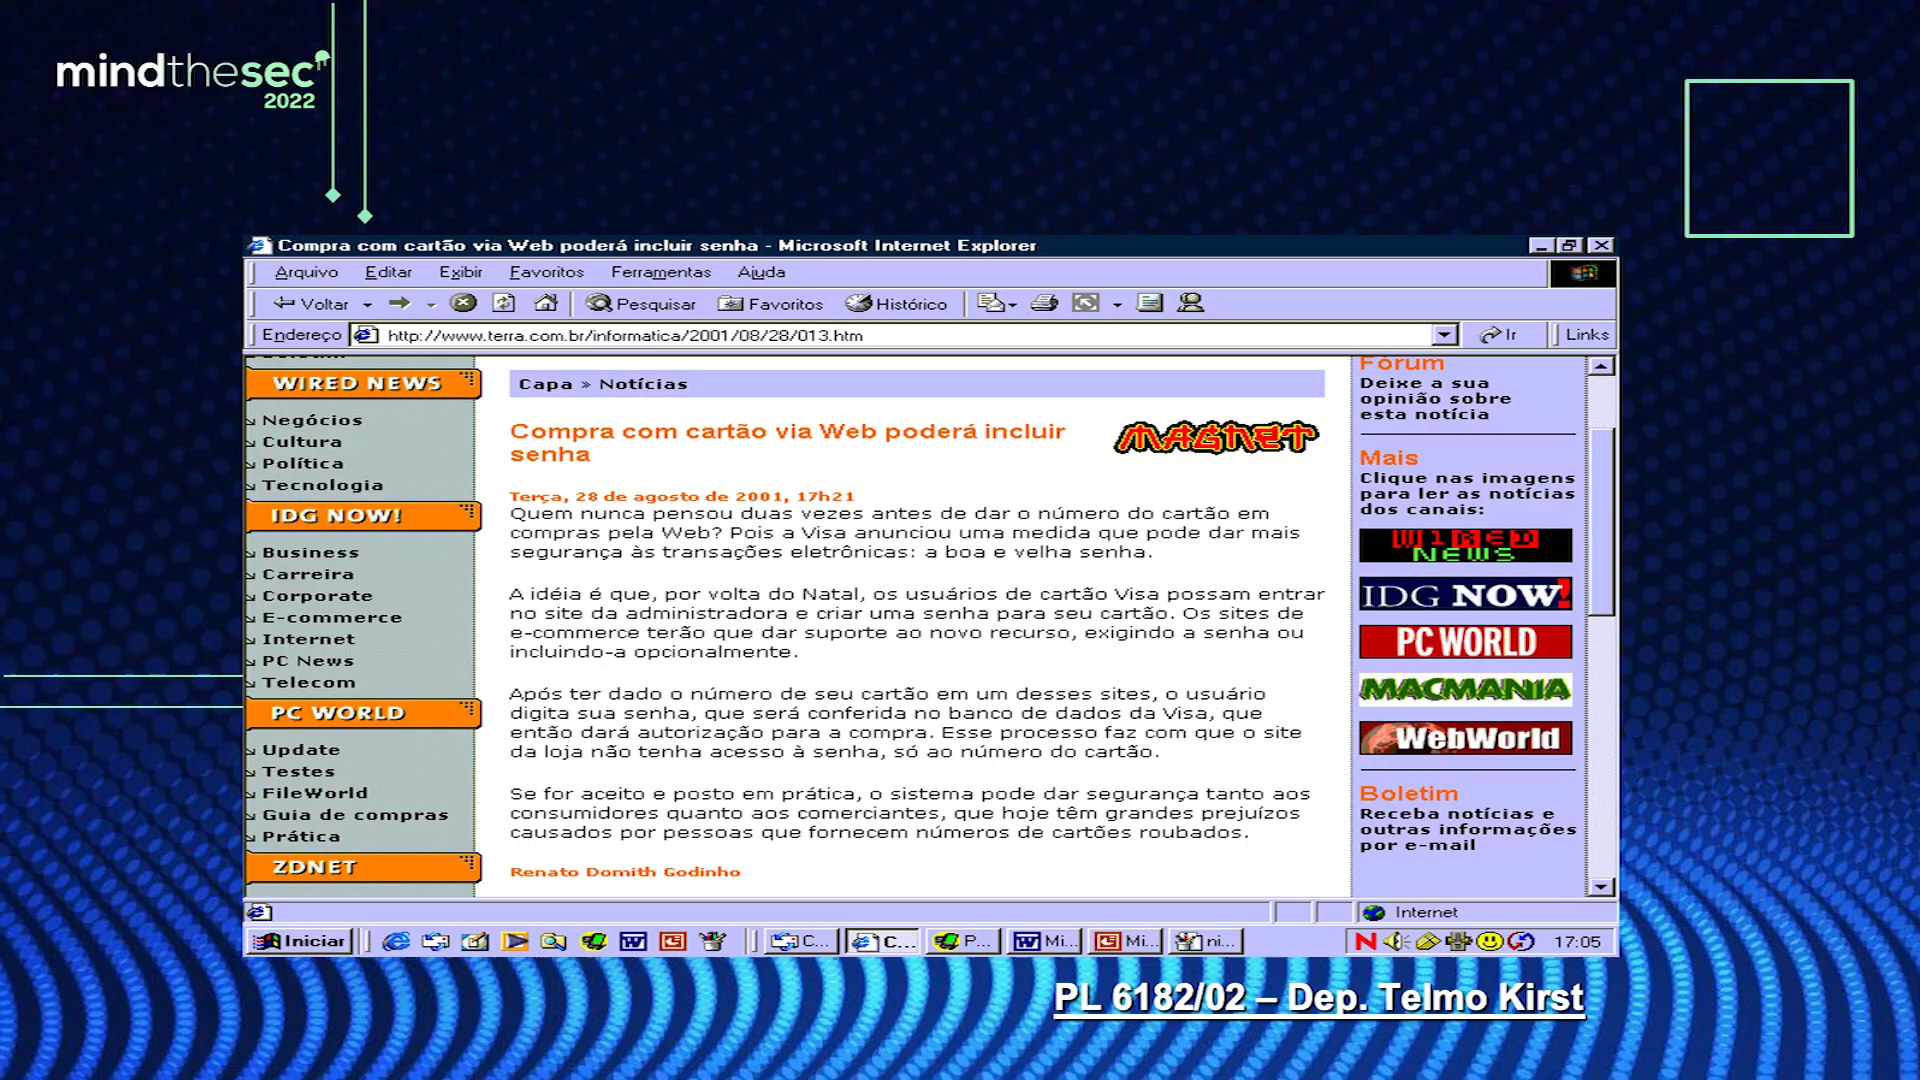 mindthesec
2022
Compra com cartão via Web poderá incluir senha - Microsoft Internet Explorer
Arquivo Editar Exibir Favoritos Ferramentas Ajuda
Voltar Pesquisar Favoritos Histórico
Endereço http://www.terra.com.br/informatica/2001/08/28/013.htm Ir Links
WIRED NEWS
Negócios
Cultura
Política
Tecnologia
IDG NOW!
Business
Carreira
Corporate
E-commerce
Internet
PC News
Telecom
PC WORLD
Update
Testes
FileWorld
Guia de compras
Prática
ZDNET
Capa » Notícias
Compra com cartão via Web poderá incluir
senha
MAGNET
Terça, 28 de agosto de 2001, 17h21
Quem nunca pensou duas vezes antes de dar o número do cartão em
compras pela Web? Pois a Visa anunciou uma medida que pode dar mais
segurança às transações eletrônicas: a boa e velha senha.
A idéia é que, por volta do Natal, os usuários de cartão Visa possam entrar
no site da administradora e criar uma senha para seu cartão. Os sites de
e-commerce terão que dar suporte ao novo recurso, exigindo a senha ou
incluindo-a opcionalmente.
Após ter dado o número de seu cartão em um desses sites, o usuário
digita sua senha, que será conferida no banco de dados da Visa, que
então dará autorização para a compra. Esse processo faz com que o site
da loja não tenha acesso à senha, só ao número do cartão.
Se for aceito e posto em prática, o sistema pode dar segurança tanto aos
consumidores quanto aos comerciantes, que hoje têm grandes prejuízos
causados por pessoas que fornecem números de cartões roubados.
Renato Domith Godinho
Fórum
Deixe a sua
opinião sobre
esta notícia
Mais
Clique nas imagens
para ler as notícias
dos canais:
WIRED
NEWS
IDG NOW!
PC WORLD
MACMANIA
WebWorld
Boletim
Receba notícias e
outras informações
por e-mail
Internet
Iniciar C... C... P... Mi... Mi... ni... 17:05
PL 6182/02 – Dep. Telmo Kirst